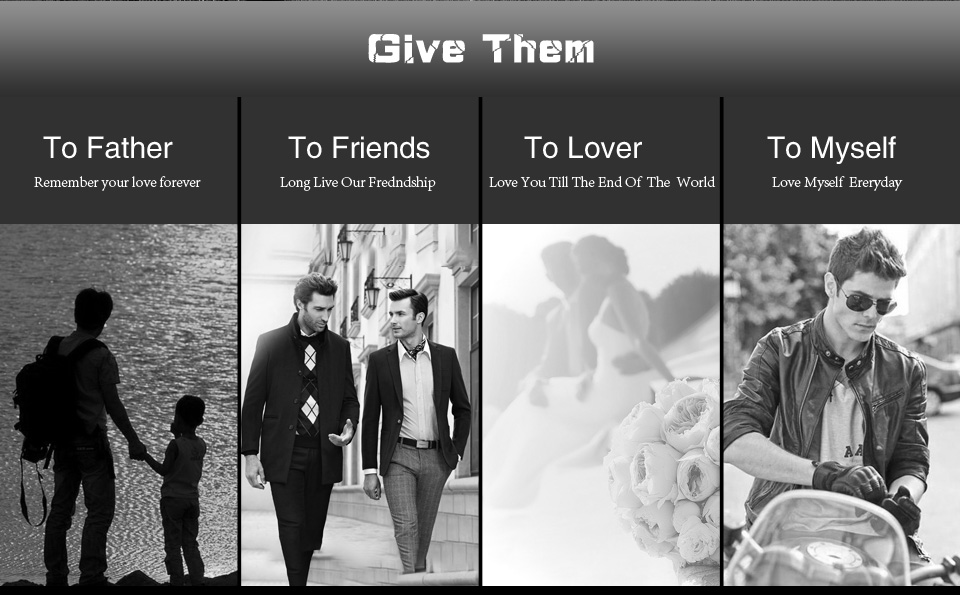 Give Them
To Father
Remember your love forever
To Friends
Long Live Our Fredndship
To Lover
Love You Till The End Of The World
To Myself
Love Myself Ereryday
AA